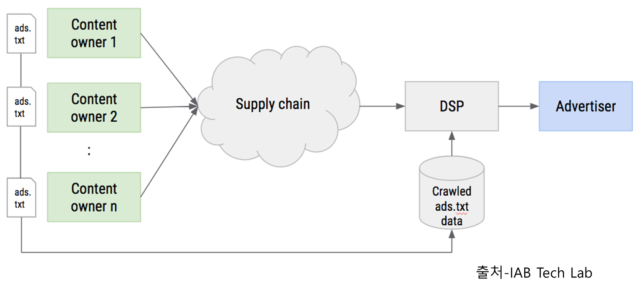 ads.
txt
Content
owner 1
ads.
txt
Content
owner 2
:
ads.
txt
Content
owner n
Supply chain
DSP
Advertiser
Crawled
ads.txt
data
출처-IAB Tech Lab